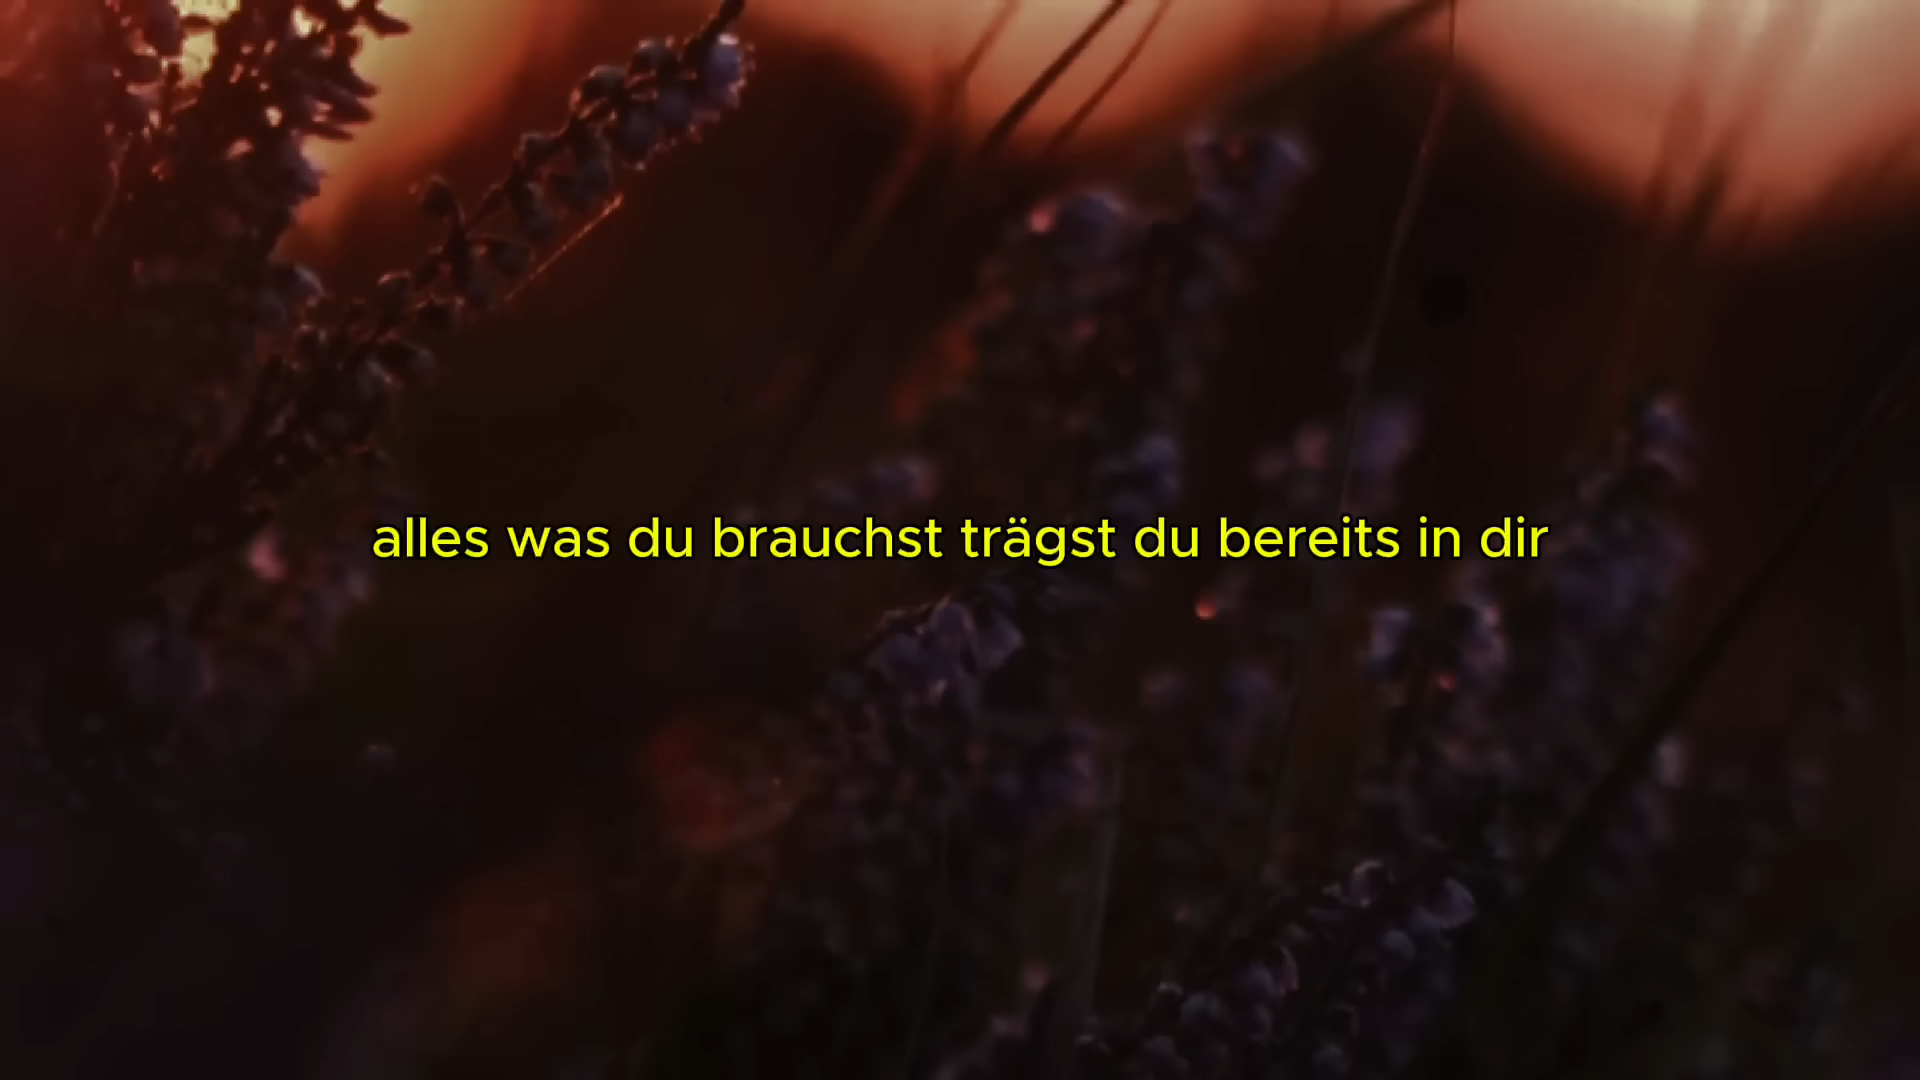 alles was du brauchst trägst du bereits in dir